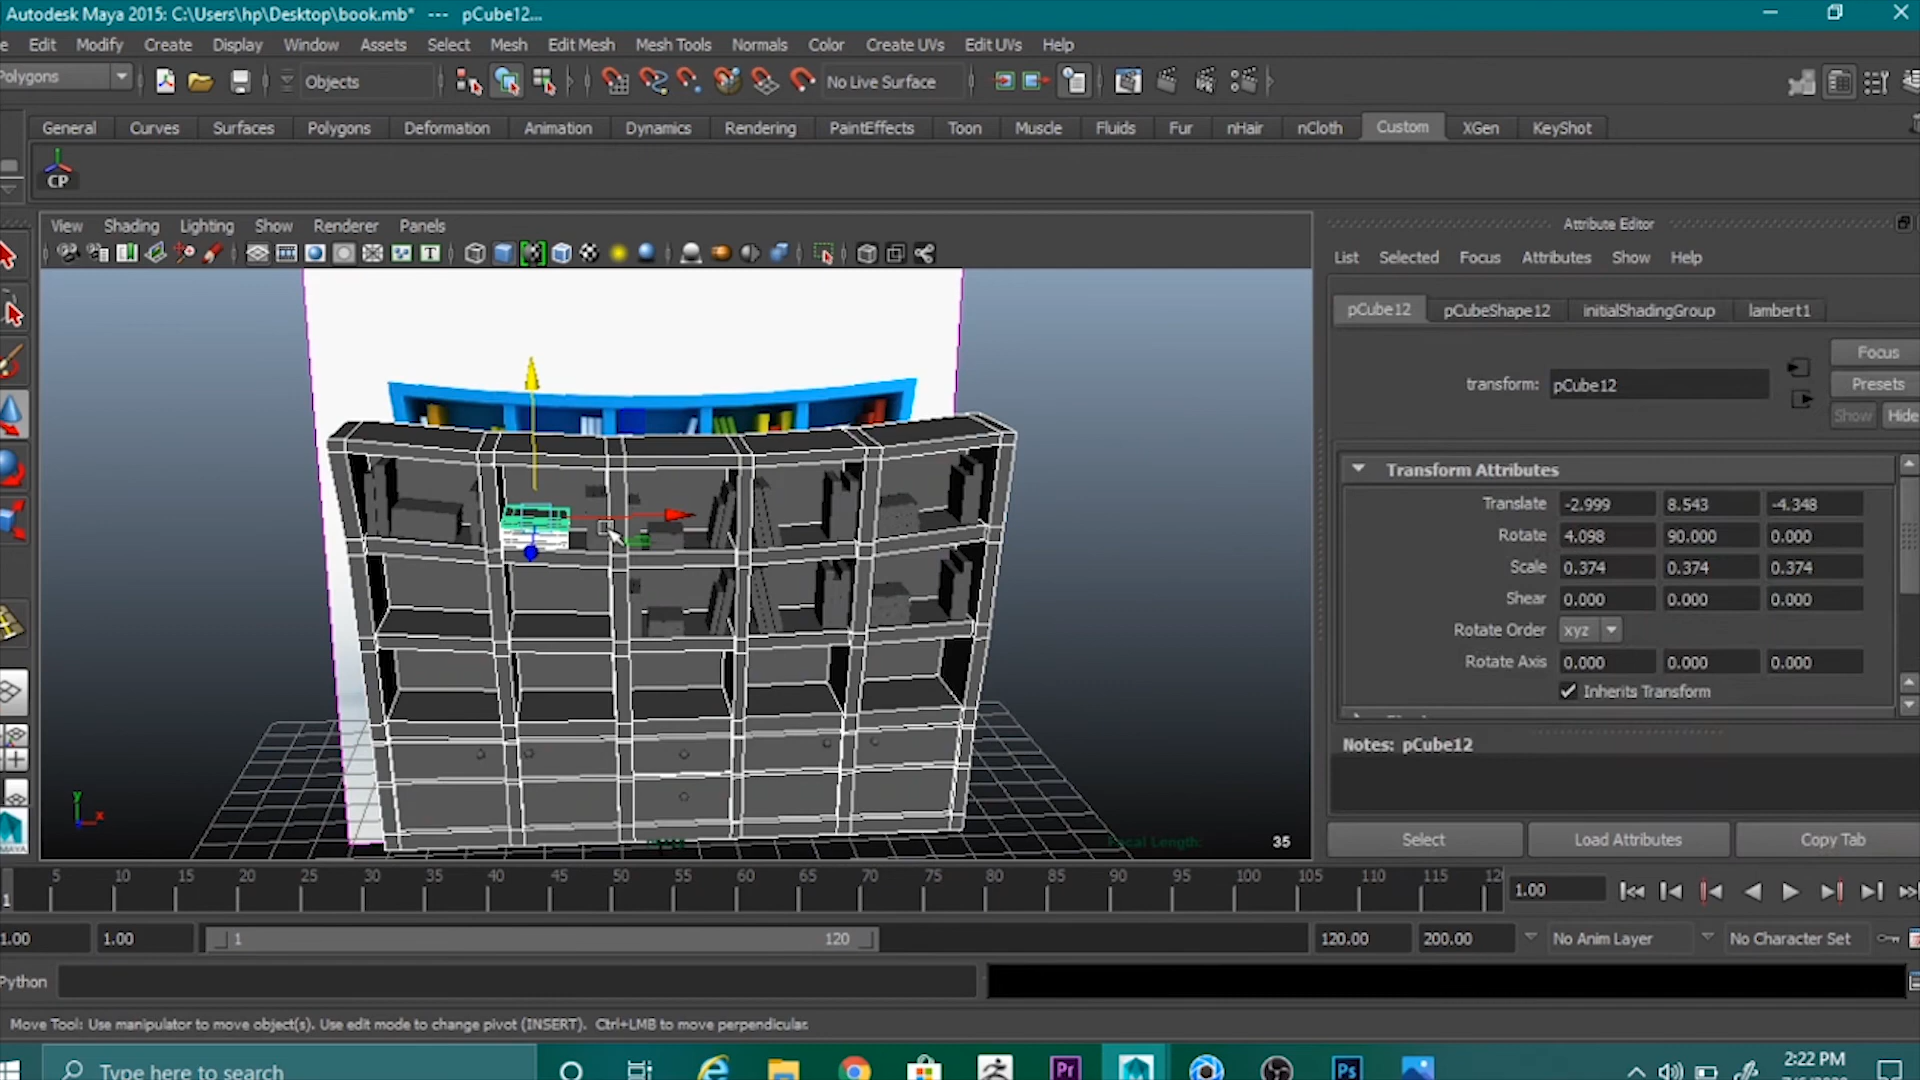 Autodesk Maya 2015: C:\Users\hp\Desktop\book.mb* --- pCube12...
Edit Modify Create Display Window Assets Select Mesh Edit Mesh Mesh Tools Normals Color Create UVs Edit UVs Help
Polygons Objects No Live Surface
General Curves Surfaces Polygons Deformation Animation Dynamics Rendering PaintEffects Toon Muscle Fluids Fur nHair nCloth Custom XGen KeyShot
CP
View Shading Lighting Show Renderer Panels
T
Attribute Editor
List Selected Focus Attributes Show Help
pCube12 pCubeShape12 initialShadingGroup lambert1
transform: pCube12
Focus
Presets
Show Hide
Transform Attributes
Translate -2.999 8.543 -4.348
Rotate 4.098 90.000 0.000
Scale 0.374 0.374 0.374
Shear 0.000 0.000 0.000
Rotate Order xyz
Rotate Axis 0.000 0.000 0.000
Inherits Transform
Notes: pCube12
Select Load Attributes Copy Tab
y
x
Focal Length: 35
5 10 15 20 25 30 35 40 45 50 55 60 65 70 75 80 85 90 95 100 105 110 115 12
1 1.00
1.00 1.00 1 120 120.00 200.00 No Anim Layer No Character Set
Python
Move Tool: Use manipulator to move object(s). Use edit mode to change pivot (INSERT). Ctrl+LMB to move perpendicular.
Type here to search
Pr
Ps
2:22 PM